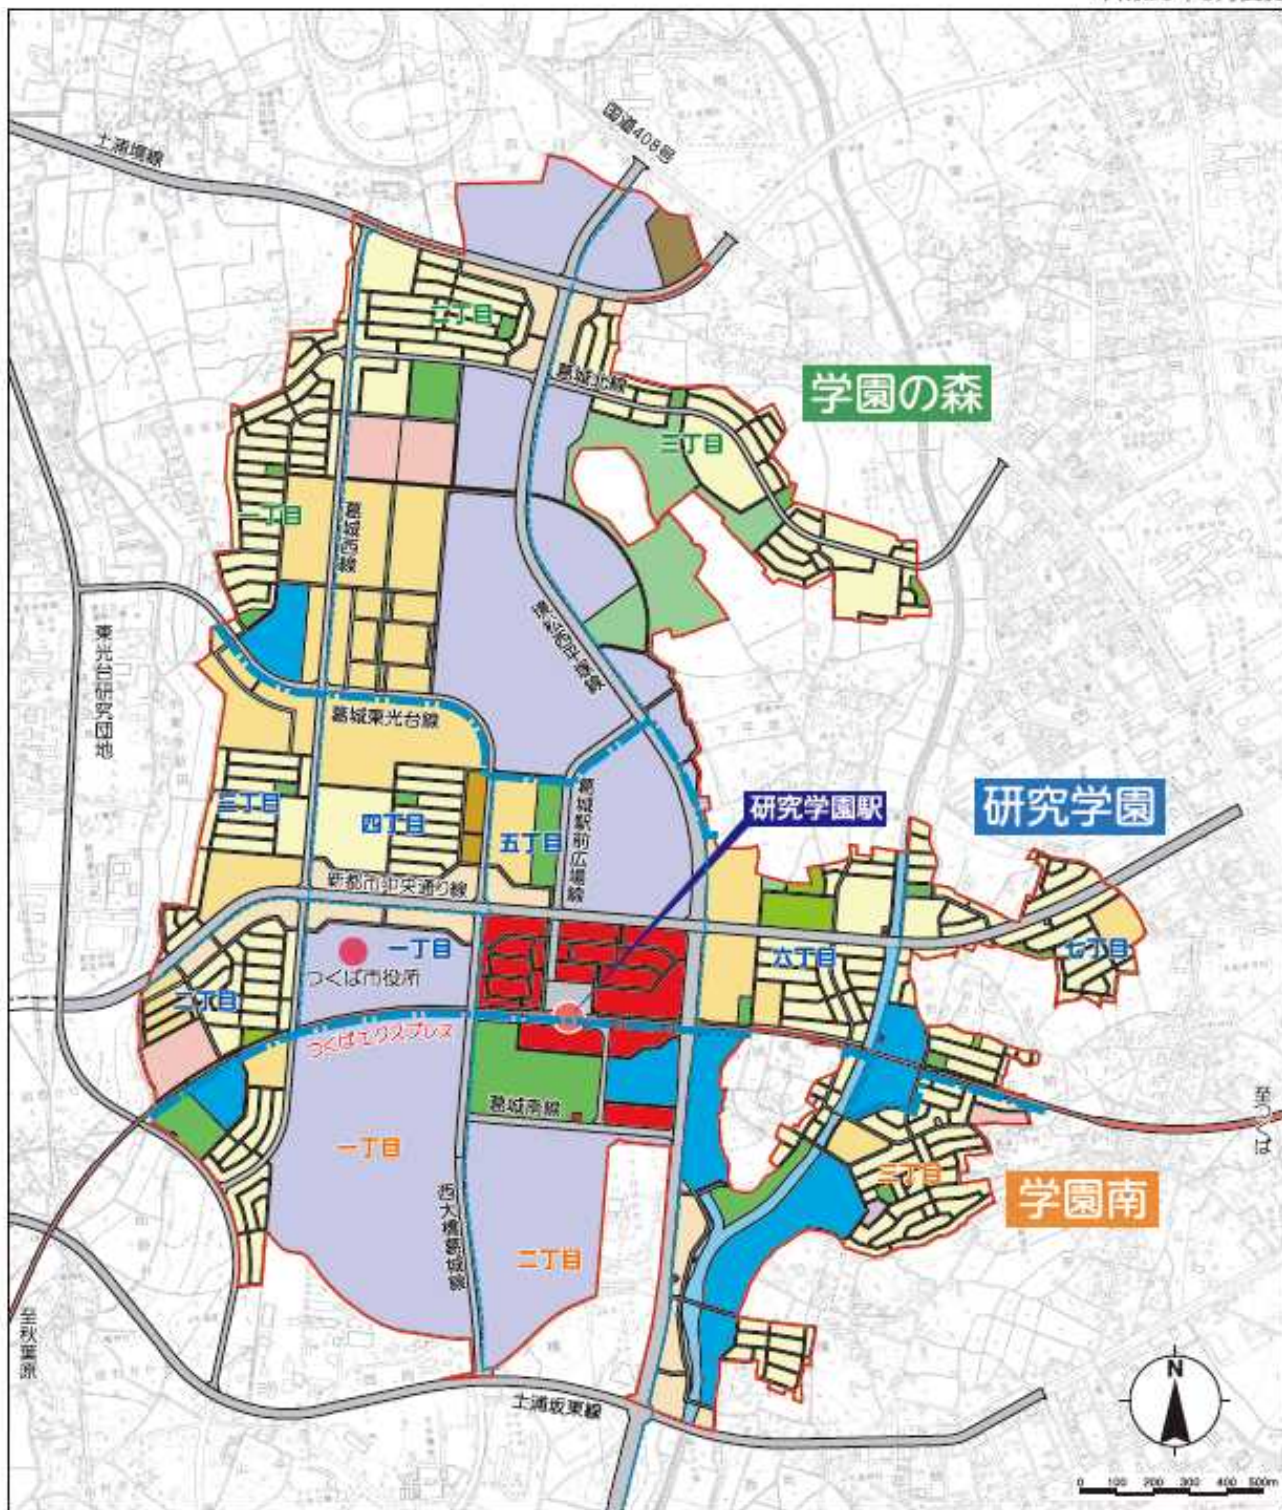 国道408号
土浦境線
二丁目
葛城北線
学園の森
三丁目
一丁目
葛城西線
東光台研究団地
葛城東光台線
三丁目
四丁目
五丁目
葛城駅前広場線
研究学園駅
研究学園
新都市中央通り線
一丁目
つくば市役所
二丁目
六丁目
七丁目
つくばエクスプレス
葛城南線
至つくば
一丁目
西大橋葛城線
二丁目
三丁目
学園南
至秋葉原
土浦坂東線
N
0 100 200 300 400 500m